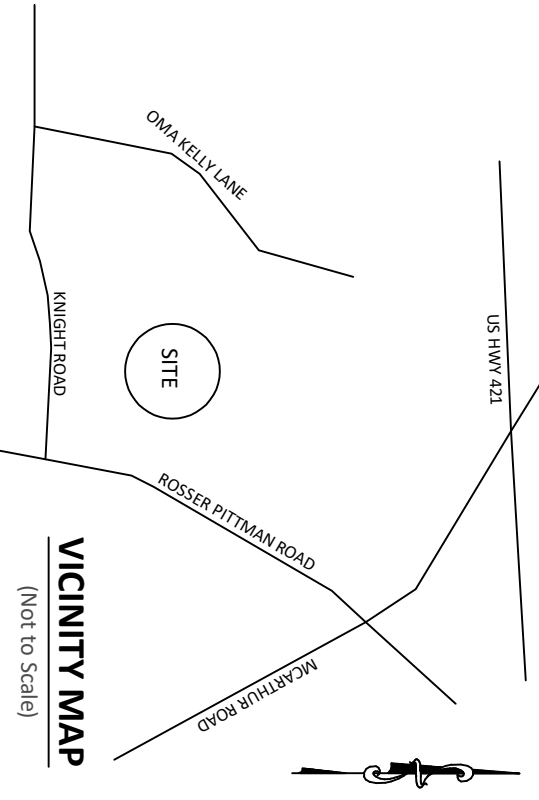 OMA KELLY LANE
US HWY 421
KNIGHT ROAD
SITE
ROSSER PITTMAN ROAD
MCARTHUR ROAD
VICINITY MAP
(Not to Scale)
N